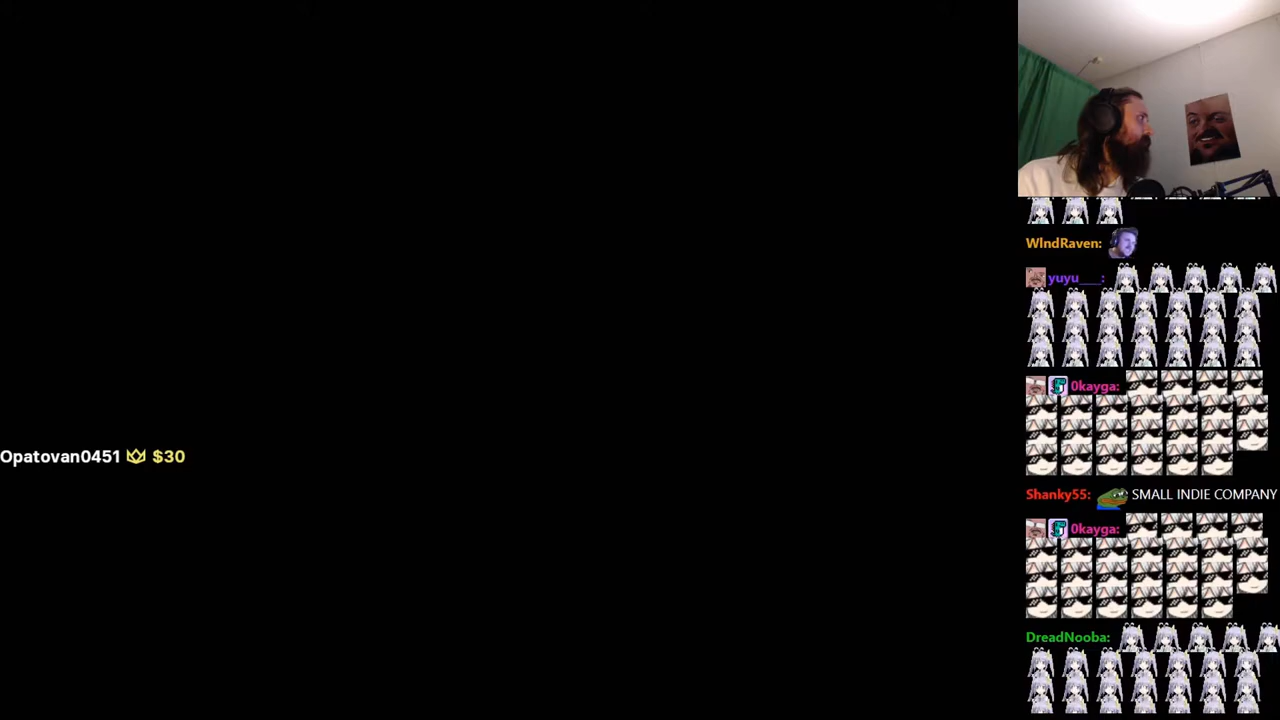 WlndRaven:
yuyu___:
0kayga:
Opatovan0451 $30
Shanky55: SMALL INDIE COMPANY
0kayga:
DreadNooba: